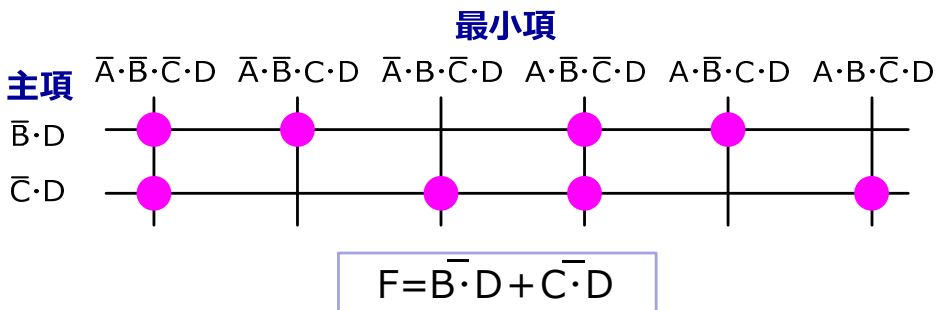 最小項
A̅·B̅·C̅·D A̅·B̅·C·D A̅·B·C̅·D A·B̅·C̅·D A·B̅·C·D A·B·C̅·D
主項
B̅·D
C̅·D
F=B̅·D+C̅·D